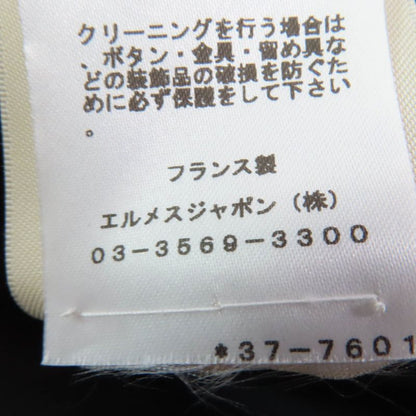 クリーニングを行う場合は
、ボタン・金具・留め具な
どの装飾品の破損を防ぐた
めに必ず保護をして下さい
。
フランス製
エルメスジャポン（株）
03-3569-3300
*37-7601